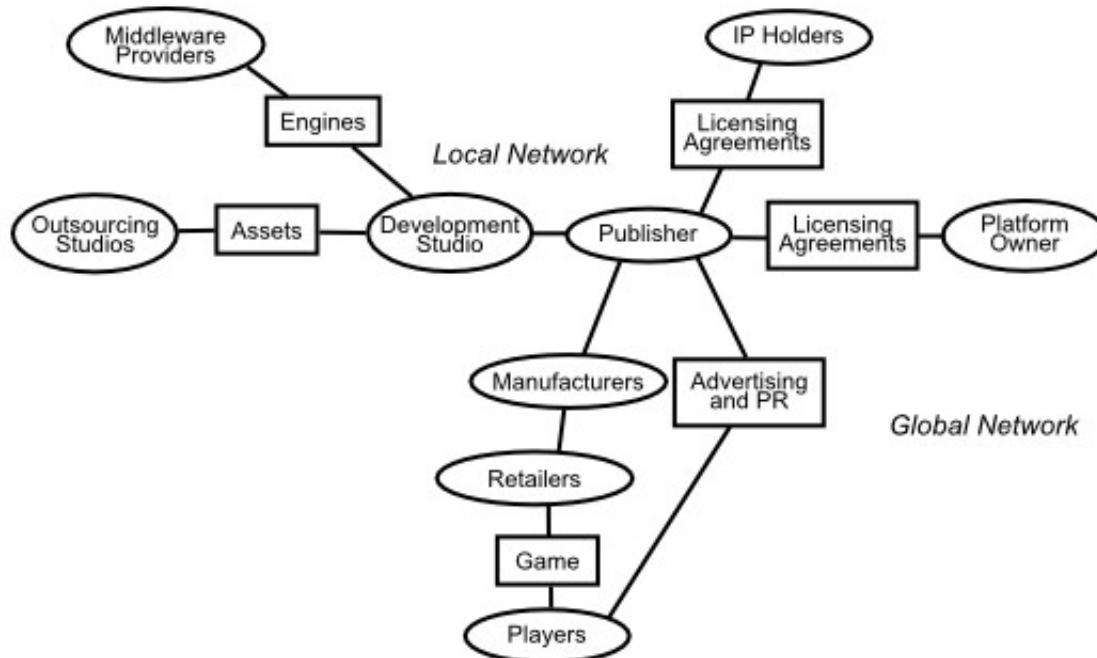 Middleware
Providers
IP Holders
Engines
Licensing
Agreements
Local Network
Outsourcing
Studios
Assets
Development
Studio
Publisher
Licensing
Agreements
Platform
Owner
Manufacturers
Advertising
and PR
Global Network
Retailers
Game
Players